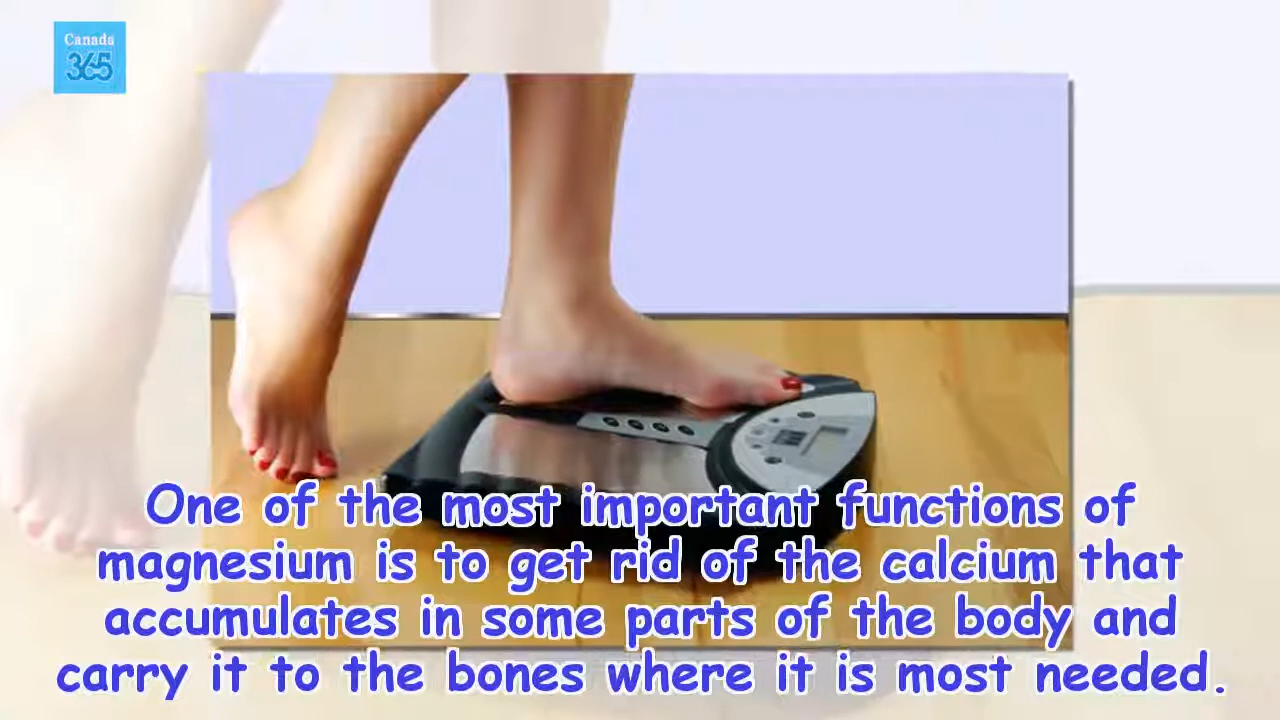 Canada
365
One of the most important functions of
magnesium is to get rid of the calcium that
accumulates in some parts of the body and
carry it to the bones where it is most needed.